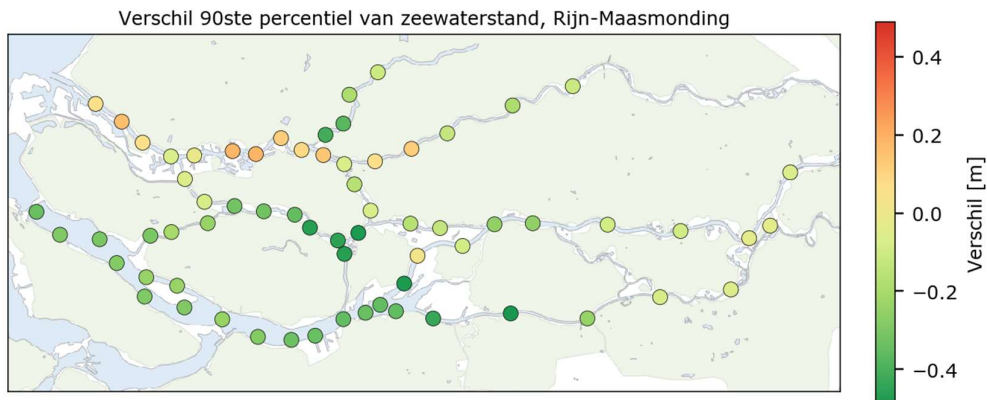 Verschil 90ste percentiel van zeewaterstand, Rijn-Maasmonding
0.4
0.2
0.0
−0.2
−0.4
Verschil [m]